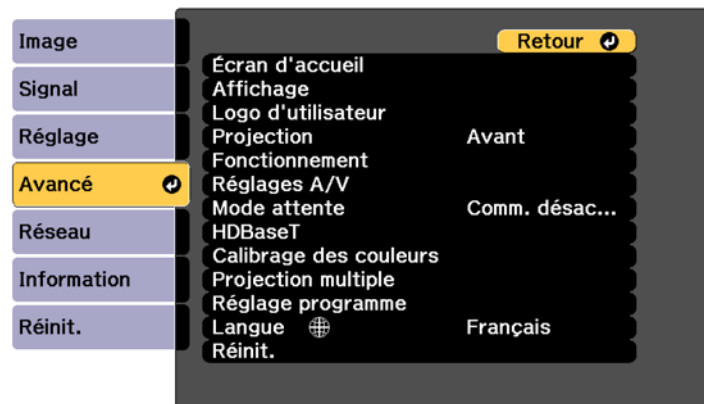 Image
Signal
Réglage
Avancé
Réseau
Information
Réinit.
Retour
Écran d'accueil
Affichage
Logo d'utilisateur
Projection Avant
Fonctionnement
Réglages A/V
Mode attente Comm. désac...
HDBaseT
Calibrage des couleurs
Projection multiple
Réglage programme
Langue Français
Réinit.